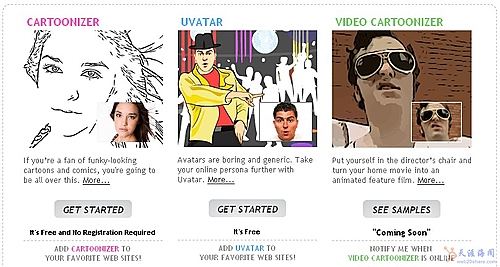 CARTOONIZER
If you're a fan of funky-looking
cartoons and comics, you're going to
be all over this. More...
GET STARTED
It's Free and No Registration Required
ADD CARTOONIZER TO
YOUR FAVORITE WEB SITES!
UVATAR
Avatars are boring and generic. Take
your online persona further with
Uvatar. More...
GET STARTED
It's Free
ADD UVATAR TO
YOUR FAVORITE WEB SITES!
VIDEO CARTOONIZER
Put yourself in the director's chair and
turn your home movie into an
animated feature film. More...
SEE SAMPLES
"Coming Soon"
NOTIFY ME WHEN
VIDEO CARTOONIZER IS ONLINE
天涯海阁
web2share.com